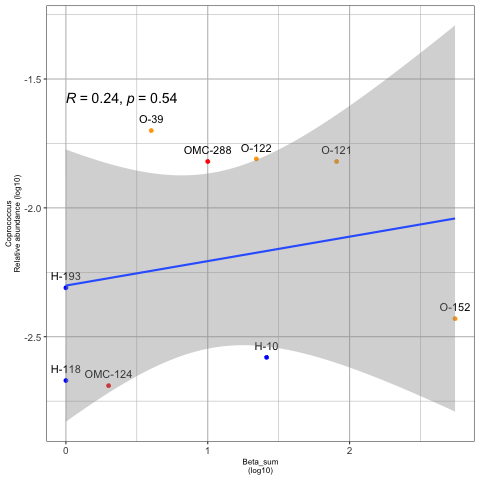 R = 0.24, p = 0.54
O-39
OMC-288
O-122
O-121
H-193
O-152
H-10
H-118
OMC-124
-1.5
-2.0
-2.5
0
1
2
Coprococcus
Relative abundance (log10)
Beta_sum
(log10)